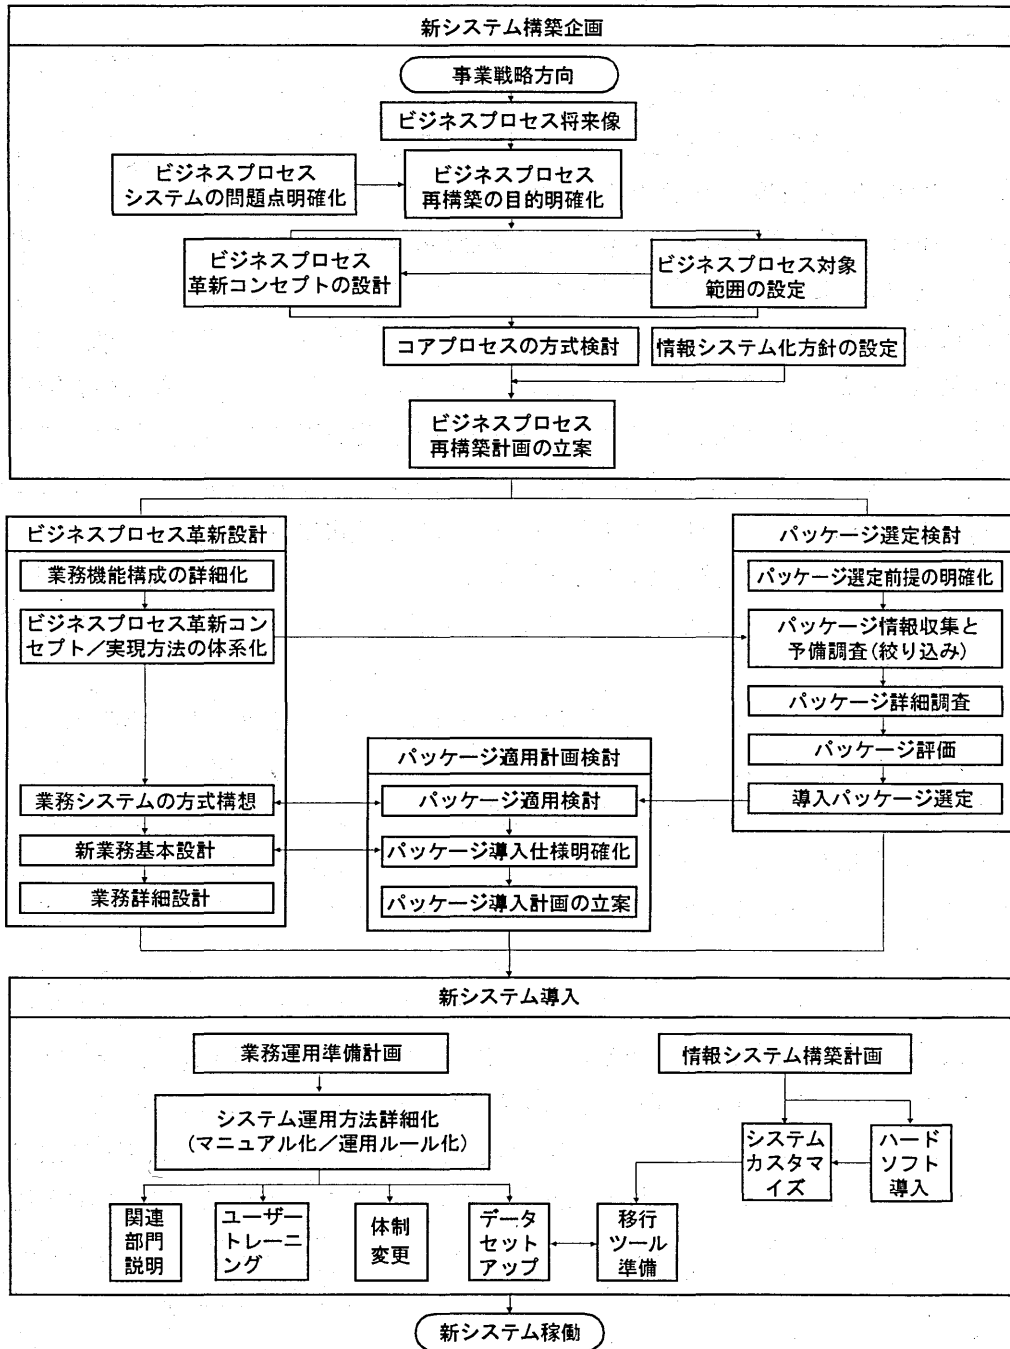 新システム構築企画
事業戦略方向
ビジネスプロセス将来像
ビジネスプロセス
システムの問題点明確化
ビジネスプロセス
再構築の目的明確化
ビジネスプロセス
革新コンセプトの設計
ビジネスプロセス対象
範囲の設定
コアプロセスの方式検討
情報システム化方針の設定
ビジネスプロセス
再構築計画の立案
ビジネスプロセス革新設計
業務機能構成の詳細化
ビジネスプロセス革新コン
セプト/実現方法の体系化
業務システムの方式構想
新業務基本設計
業務詳細設計
パッケージ適用計画検討
パッケージ適用検討
パッケージ導入仕様明確化
パッケージ導入計画の立案
パッケージ選定検討
パッケージ選定前提の明確化
パッケージ情報収集と
予備調査(絞り込み)
パッケージ詳細調査
パッケージ評価
導入パッケージ選定
新システム導入
業務運用準備計画
システム運用方法詳細化
(マニュアル化/運用ルール化)
関連
部門
説明
ユーザー
トレーニ
ング
体制
変更
データ
セット
アップ
移行
ツール
準備
情報システム構築計画
システム
カスタマ
イズ
ハード
ソフト
導入
新システム稼働